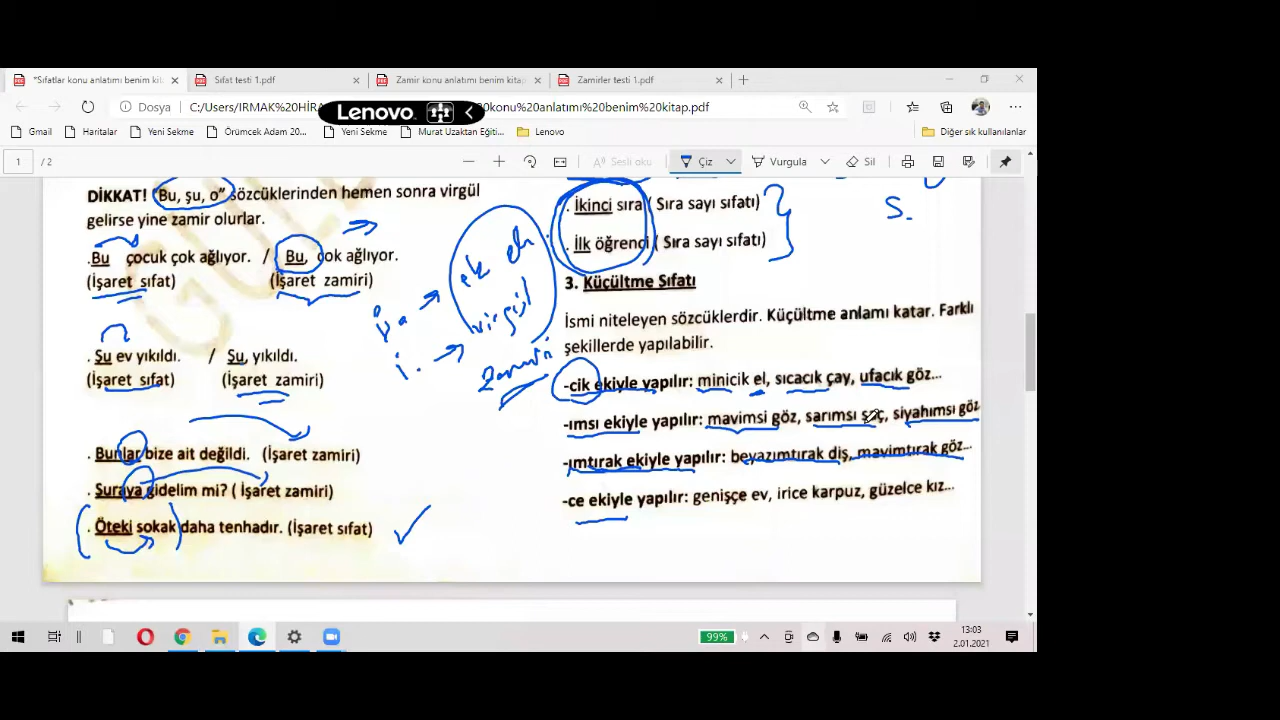 *Sıfatlar konu anlatımı benim kita
Sıfat testi 1.pdf
Zamir konu anlatımı benim kitap
Zamirler testi 1.pdf
Dosya
C:/Users/IRMAK%20HİRA
%20konu%20anlatımı%20benim%20kitap.pdf
Lenovo
Gmail
Haritalar
Yeni Sekme
Örümcek Adam 20...
Yeni Sekme
Murat Uzaktan Eğiti...
Lenovo
Diğer sık kullanılanlar
1 / 2
Sesli oku
Çiz
Vurgula
Sil
DİKKAT! Bu, şu, o” sözcüklerinden hemen sonra virgül
gelirse yine zamir olurlar.
.Bu çocuk çok ağlıyor. / Bu, çok ağlıyor.
(İşaret sıfat) (İşaret zamiri)
. Şu ev yıkıldı. / Şu, yıkıldı.
(İşaret sıfat) (İşaret zamiri)
. Bunlar bize ait değildi. (İşaret zamiri)
. Şuraya gidelim mi? ( İşaret zamiri)
. Öteki sokak daha tenhadır. (İşaret sıfat)
ek
virgül
Zamiri
. İkinci sıra ( Sıra sayı sıfatı)
. İlk öğrenci ( Sıra sayı sıfatı)
S.
3. Küçültme Sıfatı
İsmi niteleyen sözcüklerdir. Küçültme anlamı katar. Farklı
şekillerde yapılabilir.
-cik ekiyle yapılır: minicik el, sıcacık çay, ufacık göz...
-ımsı ekiyle yapılır: mavimsi göz, sarımsı saç, siyahımsı göz
-ımtırak ekiyle yapılır: beyazımtırak diş, mavimtırak göz...
-ce ekiyle yapılır: genişçe ev, irice karpuz, güzelce kız...
99%
13:03
2.01.2021